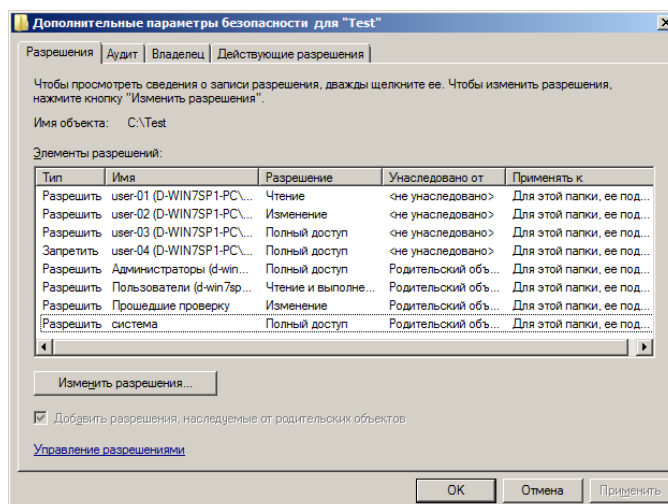 Дополнительные параметры безопасности для "Test"
Разрешения Аудит Владелец Действующие разрешения
Чтобы просмотреть сведения о записи разрешения, дважды щелкните ее. Чтобы изменить разрешения,
нажмите кнопку "Изменить разрешения".
Имя объекта: C:\Test
Элементы разрешений:
Тип Имя Разрешение Унаследовано от Применять к
Разрешить user-01 (D-WIN7SP1-PC\... Чтение <не унаследовано> Для этой папки, ее под...
Разрешить user-02 (D-WIN7SP1-PC\... Изменение <не унаследовано> Для этой папки, ее под...
Разрешить user-03 (D-WIN7SP1-PC\... Полный доступ <не унаследовано> Для этой папки, ее под...
Запретить user-04 (D-WIN7SP1-PC\... Полный доступ <не унаследовано> Для этой папки, ее под...
Разрешить Администраторы (d-win... Полный доступ Родительский объ... Для этой папки, ее под...
Разрешить Пользователи (d-win7sp... Чтение и выполне... Родительский объ... Для этой папки, ее под...
Разрешить Прошедшие проверку Изменение Родительский объ... Для этой папки, ее под...
Разрешить система Полный доступ Родительский объ... Для этой папки, ее под...
Изменить разрешения...
Добавить разрешения, наследуемые от родительских объектов
Управление разрешениями
OK Отмена Применить